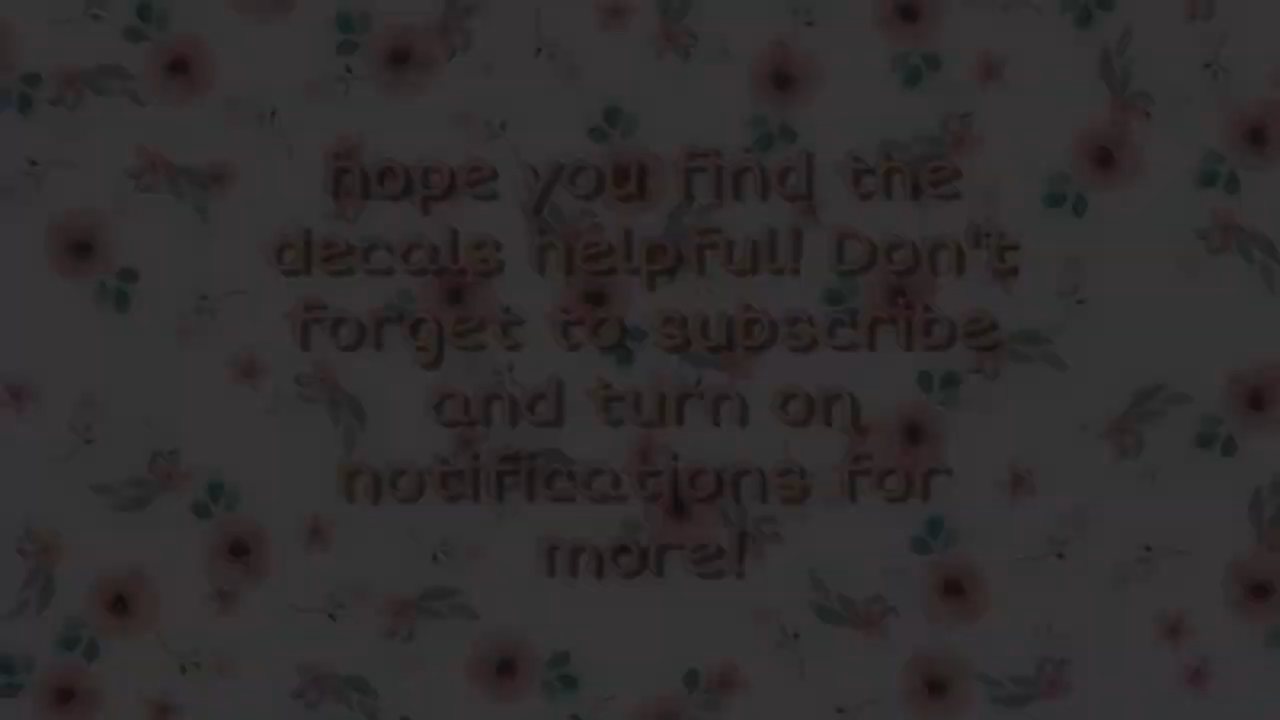 hope you find the
decals helpful! Don't
forget to subscribe
and turn on
notifications for
more!